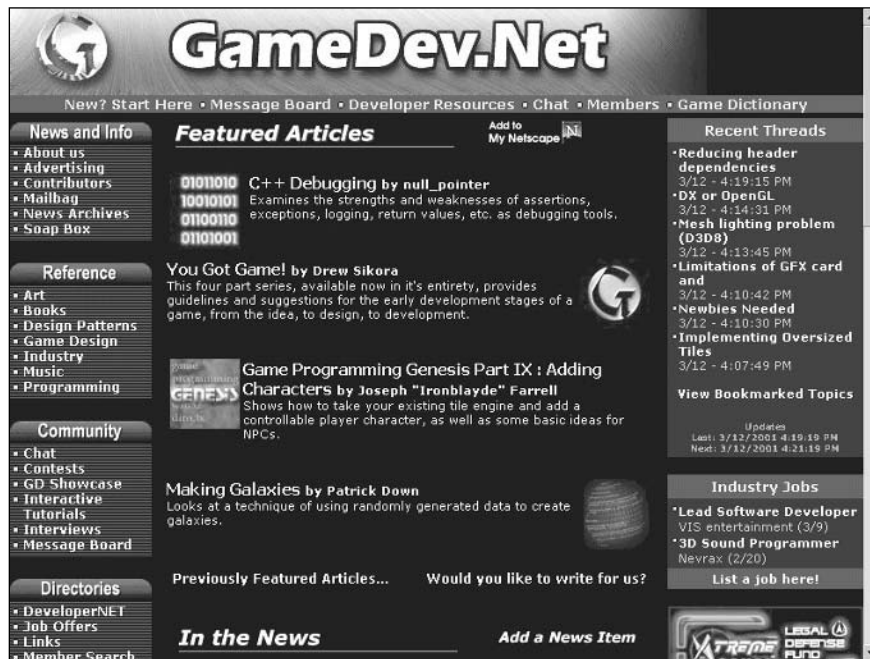 GameDev.Net
New? Start Here ▪ Message Board ▪ Developer Resources ▪ Chat ▪ Members ▪ Game Dictionary
News and Info
▪ About us
▪ Advertising
▪ Contributors
▪ Mailbag
▪ News Archives
▪ Soap Box
Reference
▪ Art
▪ Books
▪ Design Patterns
▪ Game Design
▪ Industry
▪ Music
▪ Programming
Community
▪ Chat
▪ Contests
▪ GD Showcase
▪ Interactive
Tutorials
▪ Interviews
▪ Message Board
Directories
▪ DeveloperNET
▪ Job Offers
▪ Links
▪ Member Search
Featured Articles
Add to
My Netscape N
01011010
10010101
01100110
01101001
C++ Debugging by null_pointer
Examines the strengths and weaknesses of assertions,
exceptions, logging, return values, etc. as debugging tools.
You Got Game! by Drew Sikora
This four part series, available now in it's entirety, provides
guidelines and suggestions for the early development stages of a
game, from the idea, to design, to development.
game
programming
GENESIS
Game Programming Genesis Part IX : Adding
Characters by Joseph "Ironblayde" Farrell
Shows how to take your existing tile engine and add a
controllable player character, as well as some basic ideas for
NPCs.
Making Galaxies by Patrick Down
Looks at a technique of using randomly generated data to create
galaxies.
Previously Featured Articles...
Would you like to write for us?
In the News
Add a News Item
Recent Threads
·Reducing header
dependencies
3/12 - 4:19:15 PM
·DX or OpenGL
3/12 - 4:14:31 PM
·Mesh lighting problem
(D3D8)
3/12 - 4:13:45 PM
·Limitations of GFX card
and
3/12 - 4:10:42 PM
·Newbies Needed
3/12 - 4:10:30 PM
·Implementing Oversized
Tiles
3/12 - 4:07:49 PM
View Bookmarked Topics
Updates
Last: 3/12/2001 4:19:19 PM
Next: 3/12/2001 4:21:19 PM
Industry Jobs
·Lead Software Developer
VIS entertainment (3/9)
·3D Sound Programmer
Nevrax (2/20)
List a job here!
XTREME
LEGAL
DEFENSE
FUND